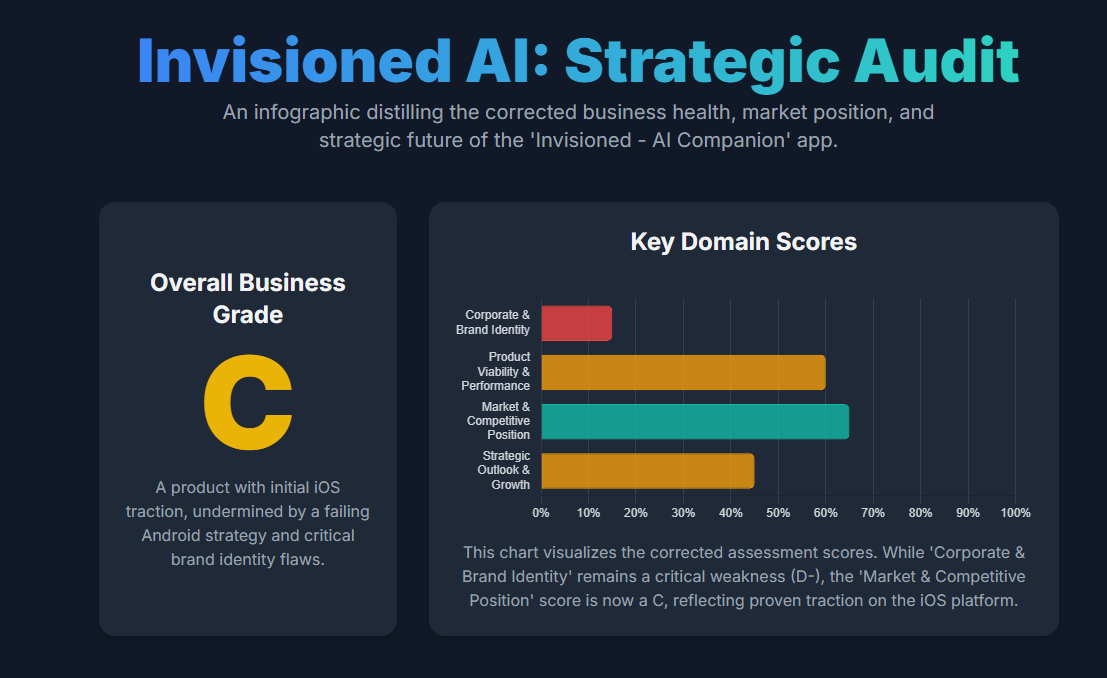 Invisioned AI: Strategic Audit
An infographic distilling the corrected business health, market position, and
strategic future of the 'Invisioned - AI Companion' app.
Overall Business
Grade
C
A product with initial iOS
traction, undermined by a failing
Android strategy and critical
brand identity flaws.
Key Domain Scores
Corporate &
Brand Identity
Product
Viability &
Performance
Market &
Competitive
Position
Strategic
Outlook &
Growth
0% 10% 20% 30% 40% 50% 60% 70% 80% 90% 100%
This chart visualizes the corrected assessment scores. While 'Corporate &
Brand Identity' remains a critical weakness (D-), the 'Market & Competitive
Position' score is now a C, reflecting proven traction on the iOS platform.